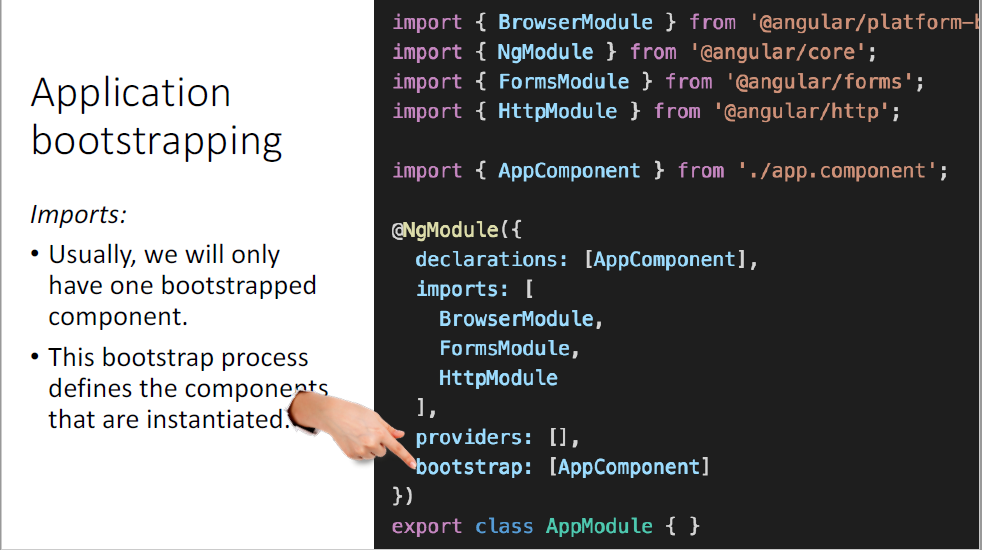 Application
bootstrapping
Imports:
• Usually, we will only
have one bootstrapped
component.
• This bootstrap process
defines the components
that are instantiated.
import { BrowserModule } from '@angular/platform-b
import { NgModule } from '@angular/core';
import { FormsModule } from '@angular/forms';
import { HttpModule } from '@angular/http';
import { AppComponent } from './app.component';
@NgModule({
declarations: [AppComponent],
imports: [
BrowserModule,
FormsModule,
HttpModule
],
providers: [],
bootstrap: [AppComponent]
})
export class AppModule { }